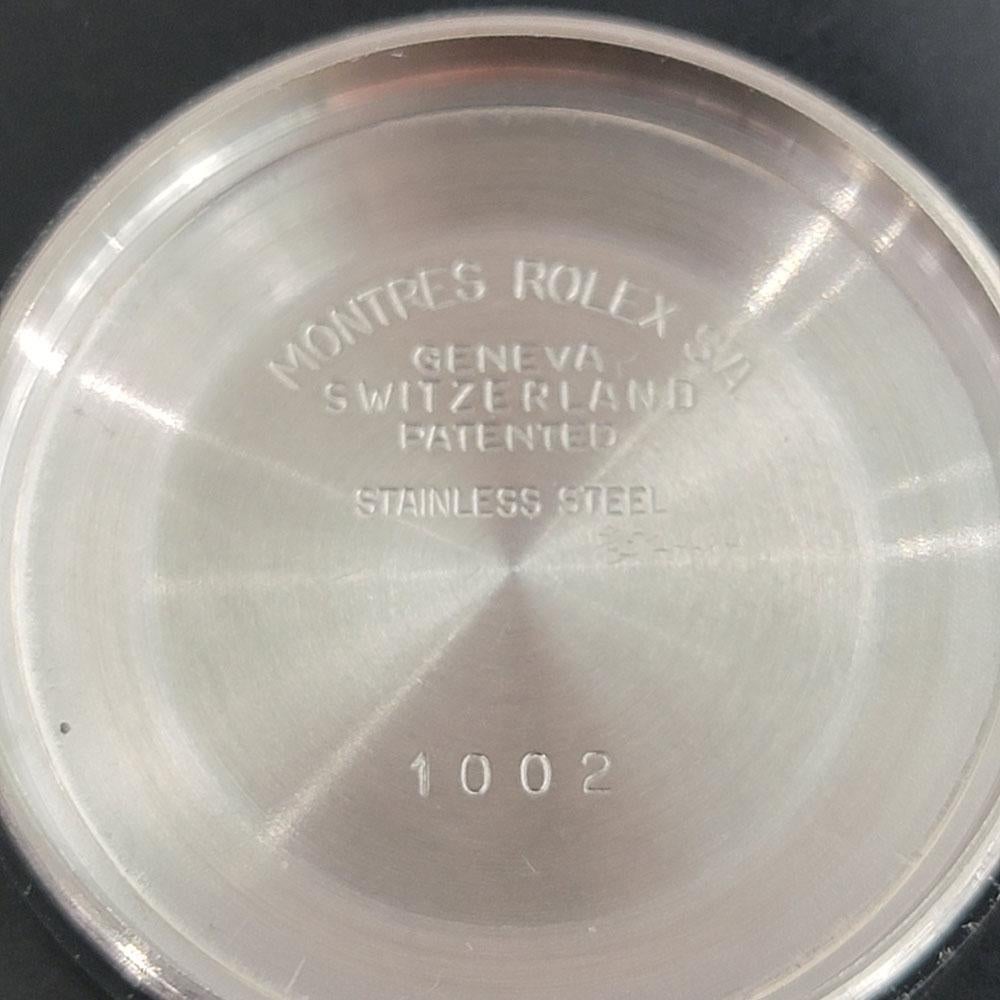 MONTRES ROLEX S/A
GENEVA
SWITZERLAND
PATENTED
STAINLESS STEEL
1002